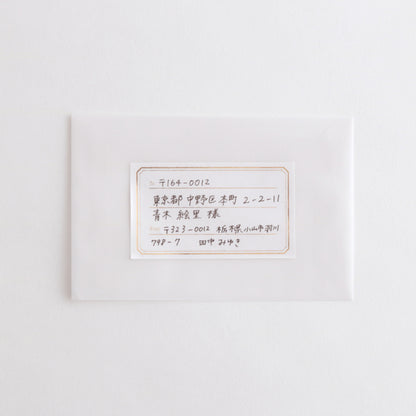 To 〒164-0012
東京都 中野区 本町 2-2-11
青木 絵里 様
〒323-0012 栃木県 小山市 羽川
798-7 田中 みゆき